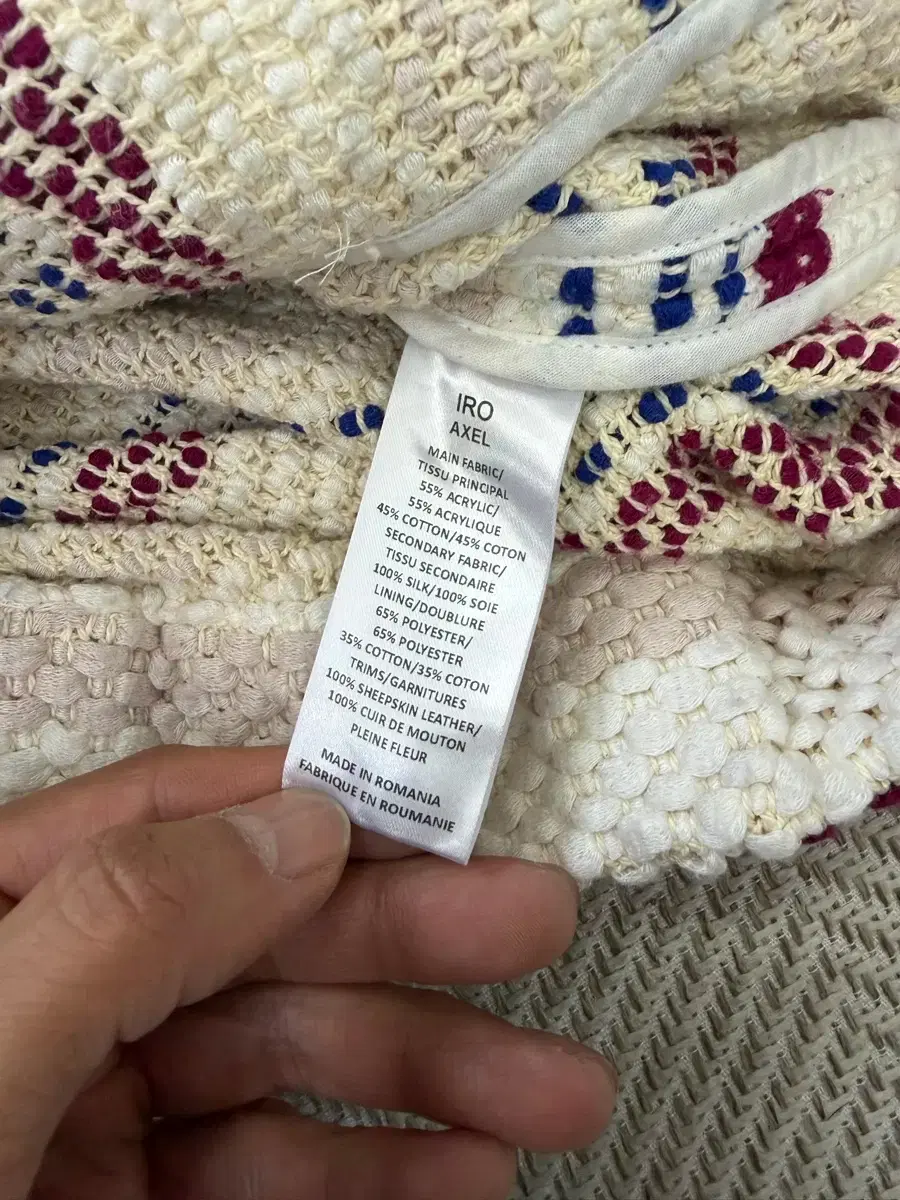 IRO
AXEL
MAIN FABRIC/
TISSU PRINCIPAL
55% ACRYLIC/
55% ACRYLIQUE
45% COTTON/45% COTON
SECONDARY FABRIC/
TISSU SECONDAIRE
100% SILK/100% SOIE
LINING/DOUBLURE
65% POLYESTER/
65% POLYESTER
35% COTTON/35% COTON
TRIMS/GARNITURES
100% SHEEPSKIN LEATHER/
100% CUIR DE MOUTON
PLEINE FLEUR
MADE IN ROMANIA
FABRIQUE EN ROUMANIE